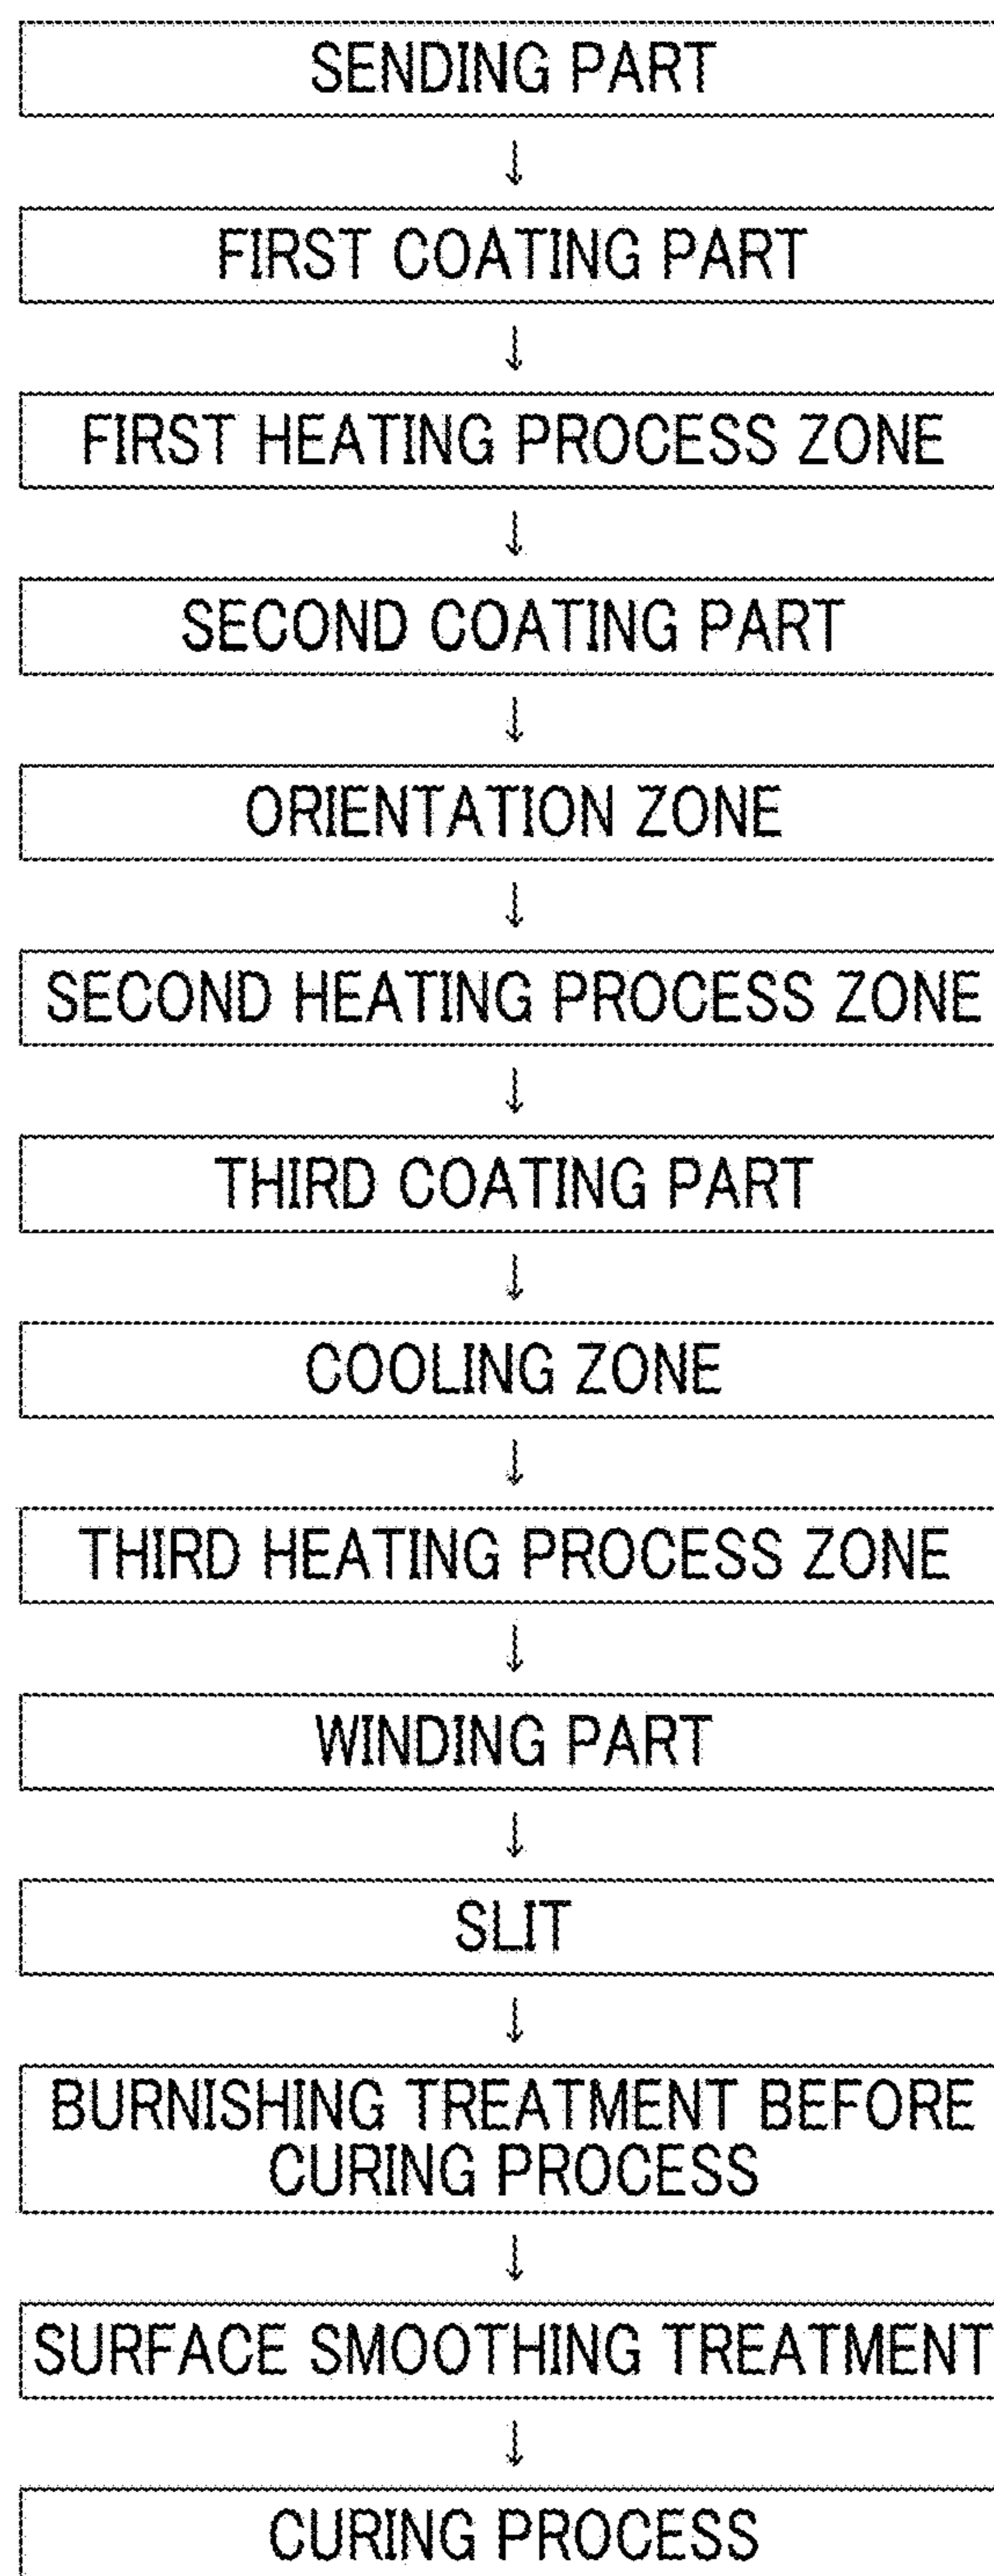 SENDING PART
↓
FIRST COATING PART
↓
FIRST HEATING PROCESS ZONE
↓
SECOND COATING PART
↓
ORIENTATION ZONE
↓
SECOND HEATING PROCESS ZONE
↓
THIRD COATING PART
↓
COOLING ZONE
↓
THIRD HEATING PROCESS ZONE
↓
WINDING PART
↓
SLIT
↓
BURNISHING TREATMENT BEFORE
CURING PROCESS
↓
SURFACE SMOOTHING TREATMENT
↓
CURING PROCESS